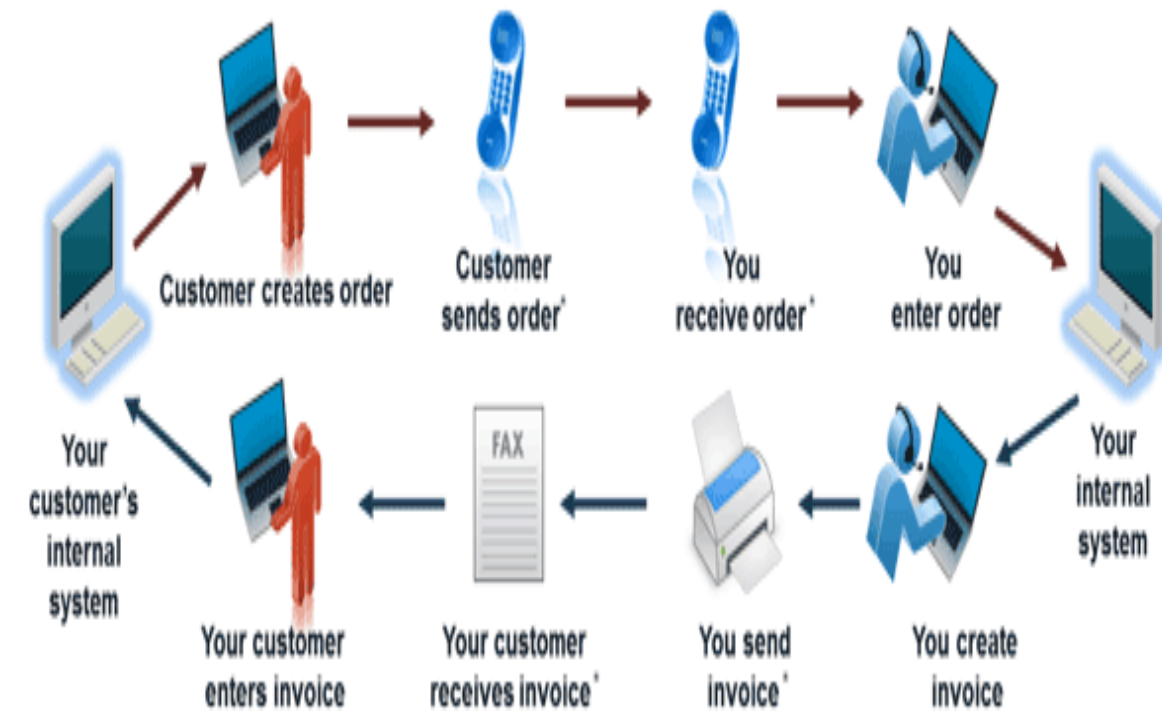 Customer creates order
Customer
sends order*
You
receive order*
You
enter order
Your
customer's
internal
system
FAX
Your
internal
system
Your customer
enters invoice
Your customer
receives invoice*
You send
invoice*
You create
invoice